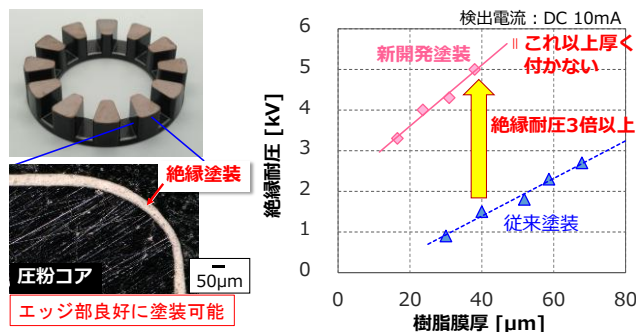 絶縁塗装
圧粉コア
50μm
エッジ部良好に塗装可能
検出電流：DC 10mA
新開発塗装
॥ これ以上厚く
付かない
絶縁耐圧3倍以上
従来塗装
絶縁耐圧 [kV]
6
5
4
3
2
1
0
0 20 40 60 80
樹脂膜厚 [μm]